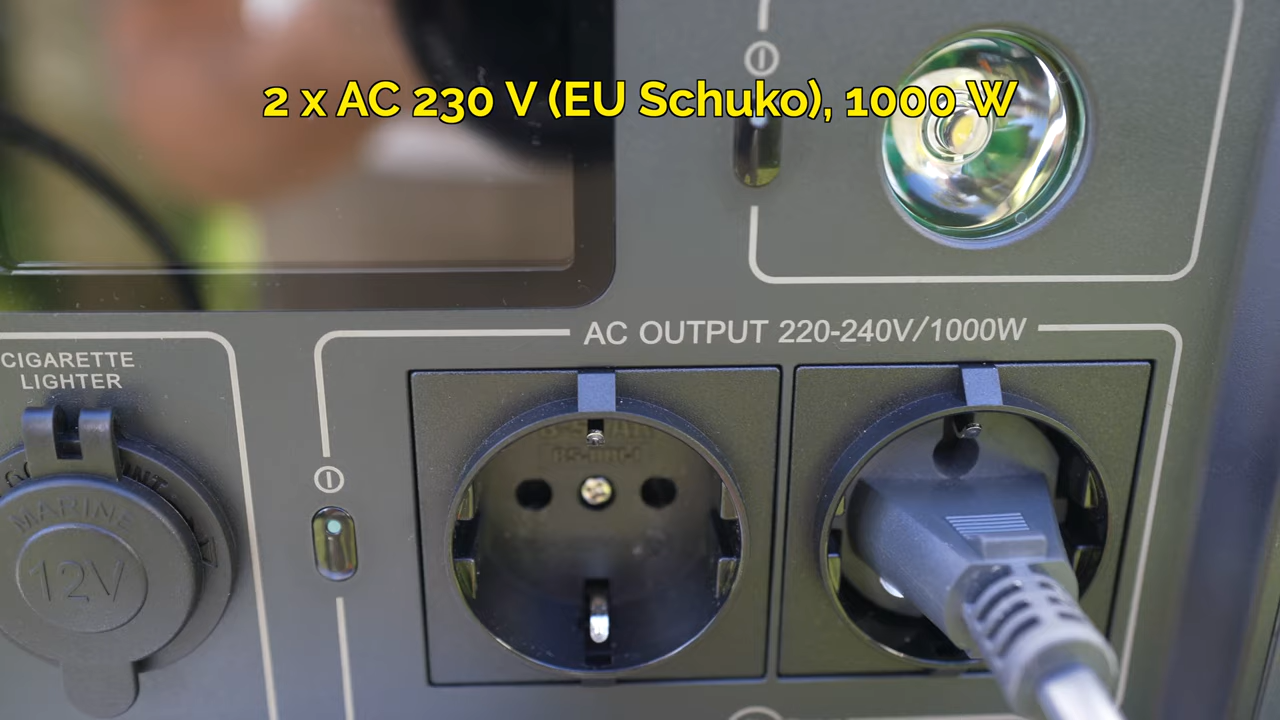 2 x AC 230 V (EU Schuko), 1000 W
AC OUTPUT 220-240V/1000W
CIGARETTE
LIGHTER
MARINE
12V